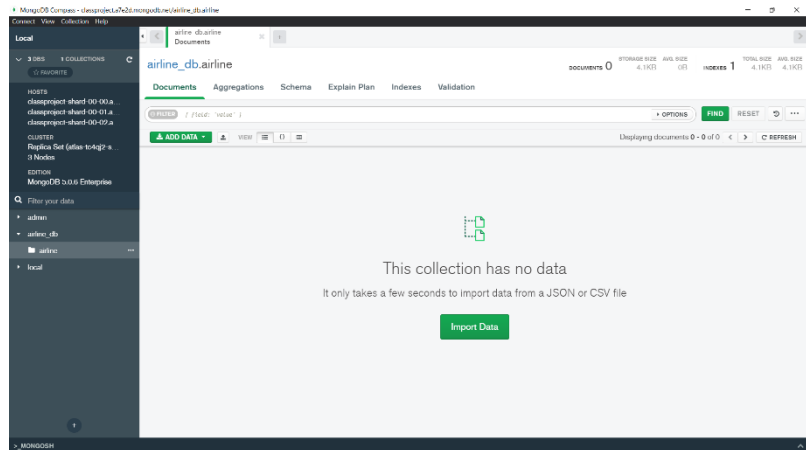 MongoDB Compass - classproject.a7e2d.mongodb.net/airline_db.airline
Connect View Collection Help
Local
airline_db.airline
Documents
3 DBS 1 COLLECTIONS
FAVORITE
HOSTS
classproject-shard-00-00.a...
classproject-shard-00-01.a...
classproject-shard-00-02.a...
CLUSTER
Replica Set (atlas-tc4qj2-s...
3 Nodes
EDITION
MongoDB 5.0.6 Enterprise
Filter your data
admin
airline_db
airline
local
airline_db.airline
DOCUMENTS 0 STORAGE SIZE 4.1KB AVG. SIZE 0B INDEXES 1 TOTAL SIZE 4.1KB AVG. SIZE 4.1KB
Documents Aggregations Schema Explain Plan Indexes Validation
FILTER { field: 'value' } OPTIONS FIND RESET
ADD DATA VIEW Displaying documents 0 - 0 of 0 REFRESH
This collection has no data
It only takes a few seconds to import data from a JSON or CSV file
Import Data
>_MONGOSH